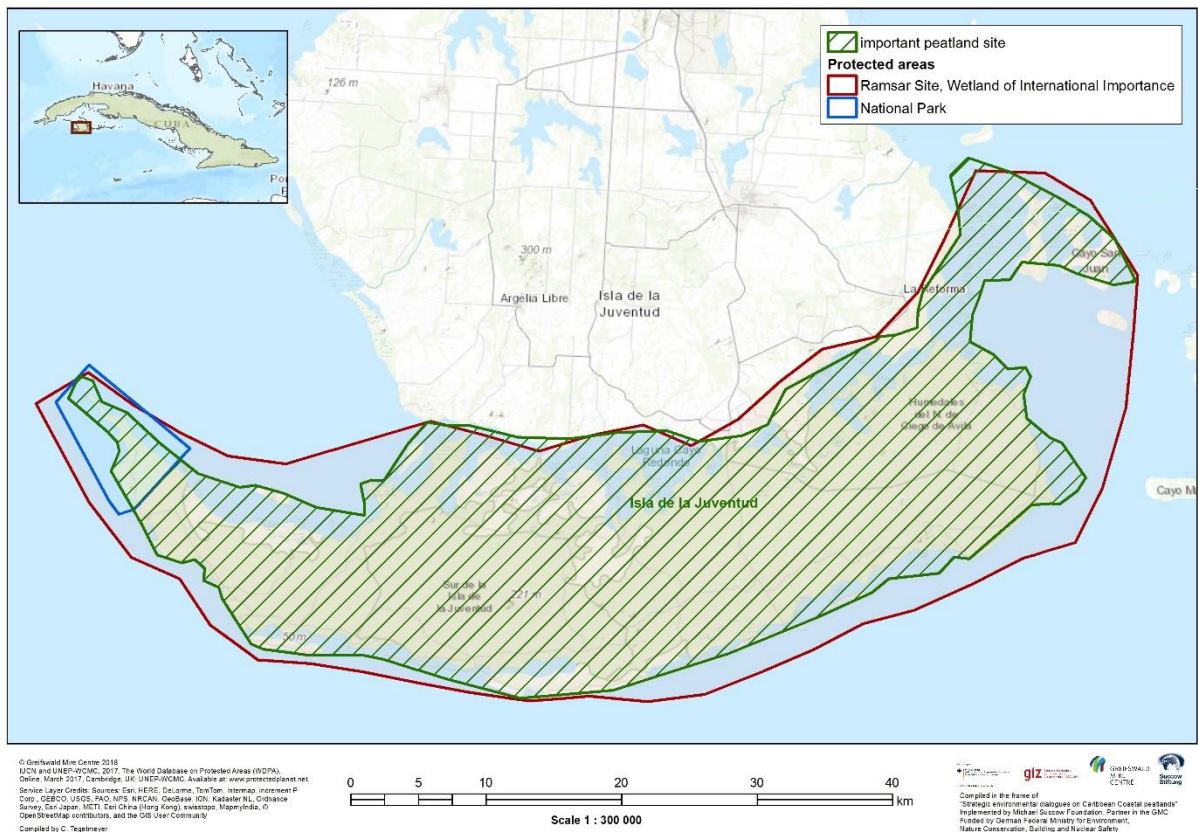 Havana
CUBA
126 m
important peatland site
Protected areas
Ramsar Site, Wetland of International Importance
National Park
300 m
Argelia Libre
Isla de la
Juventud
La Reforma
Cayo San
Juan
Humedales
del N. de
Ciego de Avila
Laguna Cayo
Redondo
Isla de la Juventud
Cayo M
Sur de la
Isla de
la Juventud
221 m
50 m
© Greifswald Mire Centre 2018
IUCN and UNEP-WCMC, 2017. The World Database on Protected Areas (WDPA),
Online, March 2017, Cambridge, UK: UNEP-WCMC. Available at: www.protectedplanet.net.
Service Layer Credits: Sources: Esri, HERE, DeLorme, TomTom, Intermap, increment P
Corp., GEBCO, USGS, FAO, NPS, NRCAN, GeoBase, IGN, Kadaster NL, Ordnance
Survey, Esri Japan, METI, Esri China (Hong Kong), swisstopo, MapmyIndia, ©
OpenStreetMap contributors, and the GIS User Community
Compiled by C. Tegetmeyer
0 5 10 20 30 40
km
Scale 1 : 300 000
giz
GREIFSWALD
MIRE
CENTRE
Succow
Stiftung
Compiled in the frame of
"Strategic environmental dialogues on Caribbean Coastal peatlands"
Implemented by Michael Succow Foundation, Partner in the GMC
Funded by German Federal Ministry for Environment,
Nature Conservation, Building and Nuclear Safety